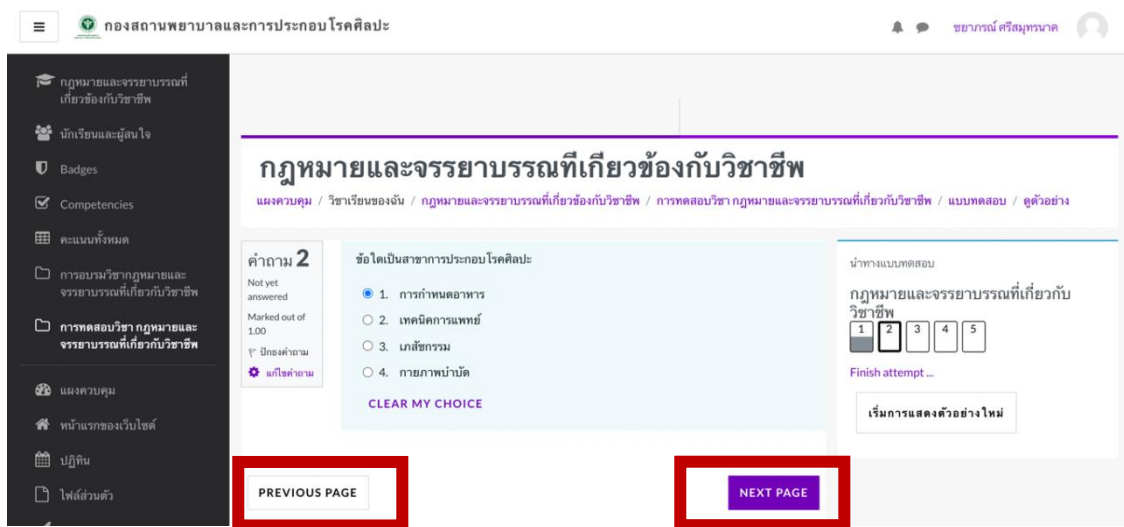 กองสถานพยาบาลและการประกอบโรคศิลปะ
ชยาภรณ์ ศรีสมุทรนาค
กฎหมายและจรรยาบรรณที่
เกี่ยวข้องกับวิชาชีพ
นักเรียนและผู้สนใจ
Badges
Competencies
คะแนนทั้งหมด
การอบรมวิชากฎหมายและ
จรรยาบรรณที่เกี่ยวกับวิชาชีพ
การทดสอบวิชา กฎหมายและ
จรรยาบรรณที่เกี่ยวกับวิชาชีพ
แผงควบคุม
หน้าแรกของเว็บไซต์
ปฏิทิน
ไฟล์ส่วนตัว
กฎหมายและจรรยาบรรณที่เกี่ยวข้องกับวิชาชีพ
แผงควบคุม / วิชาเรียนของฉัน / กฎหมายและจรรยาบรรณที่เกี่ยวข้องกับวิชาชีพ / การทดสอบวิชา กฎหมายและจรรยาบรรณที่เกี่ยวกับวิชาชีพ / แบบทดสอบ / ดูตัวอย่าง
คำถาม 2
Not yet
answered
Marked out of
1.00
ปักธงคำถาม
แก้ไขคำถาม
ข้อใดเป็นสาขาการประกอบโรคศิลปะ
1. การกำหนดอาหาร
2. เทคนิคการแพทย์
3. เภสัชกรรม
4. กายภาพบำบัด
CLEAR MY CHOICE
PREVIOUS PAGE
NEXT PAGE
นำทางแบบทดสอบ
กฎหมายและจรรยาบรรณที่เกี่ยวกับ
วิชาชีพ
1 2 3 4 5
Finish attempt ...
เริ่มการแสดงตัวอย่างใหม่